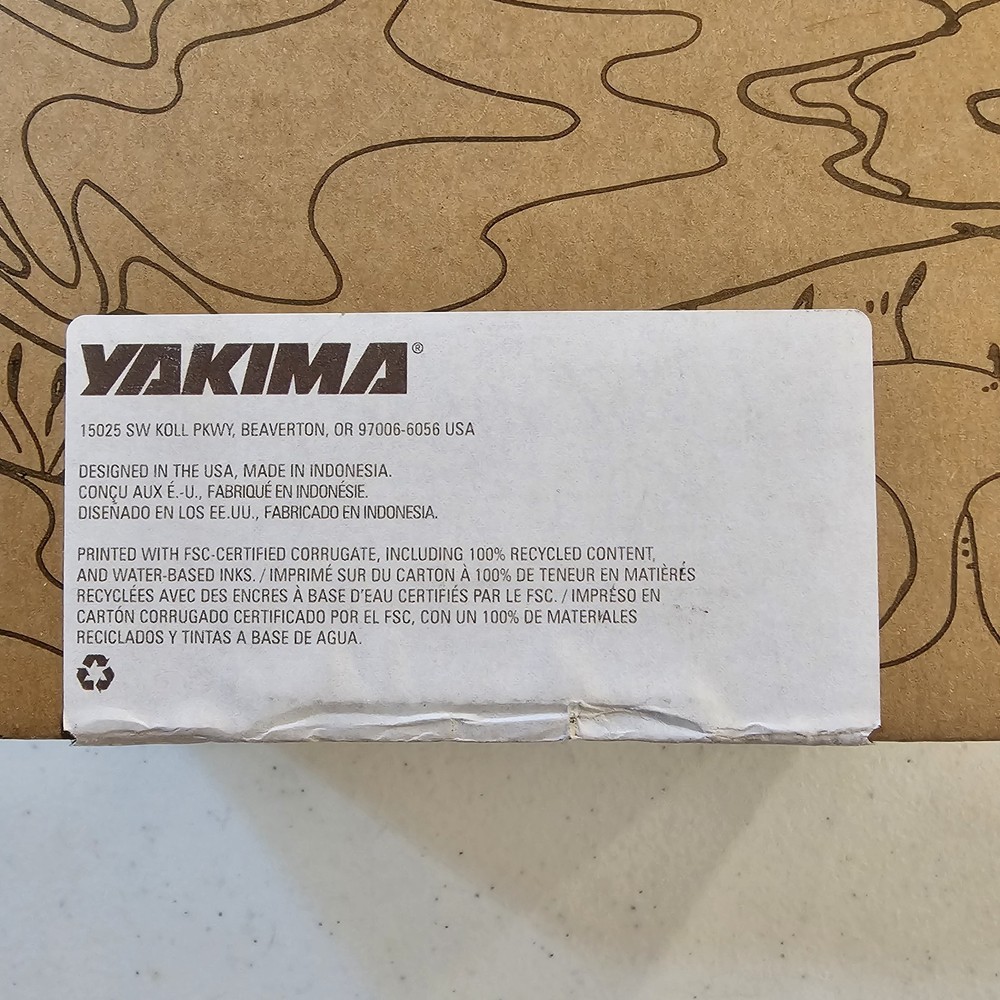 YAKIMA®
15025 SW KOLL PKWY, BEAVERTON, OR 97006-6056 USA
DESIGNED IN THE USA, MADE IN INDONESIA.
CONÇU AUX É.-U., FABRIQUÉ EN INDONÉSIE.
DISEÑADO EN LOS EE.UU., FABRICADO EN INDONESIA.
PRINTED WITH FSC-CERTIFIED CORRUGATE, INCLUDING 100% RECYCLED CONTENT,
AND WATER-BASED INKS. / IMPRIMÉ SUR DU CARTON À 100% DE TENEUR EN MATIÈRÉS
RECYCLÉES AVEC DES ENCRES À BASE D'EAU CERTIFIÉS PAR LE FSC. / IMPRÉSO EN
CARTÓN CORRUGADO CERTIFICADO POR EL FSC, CON UN 100% DE MATERIALES
RECICLADOS Y TINTAS A BASE DE AGUA.